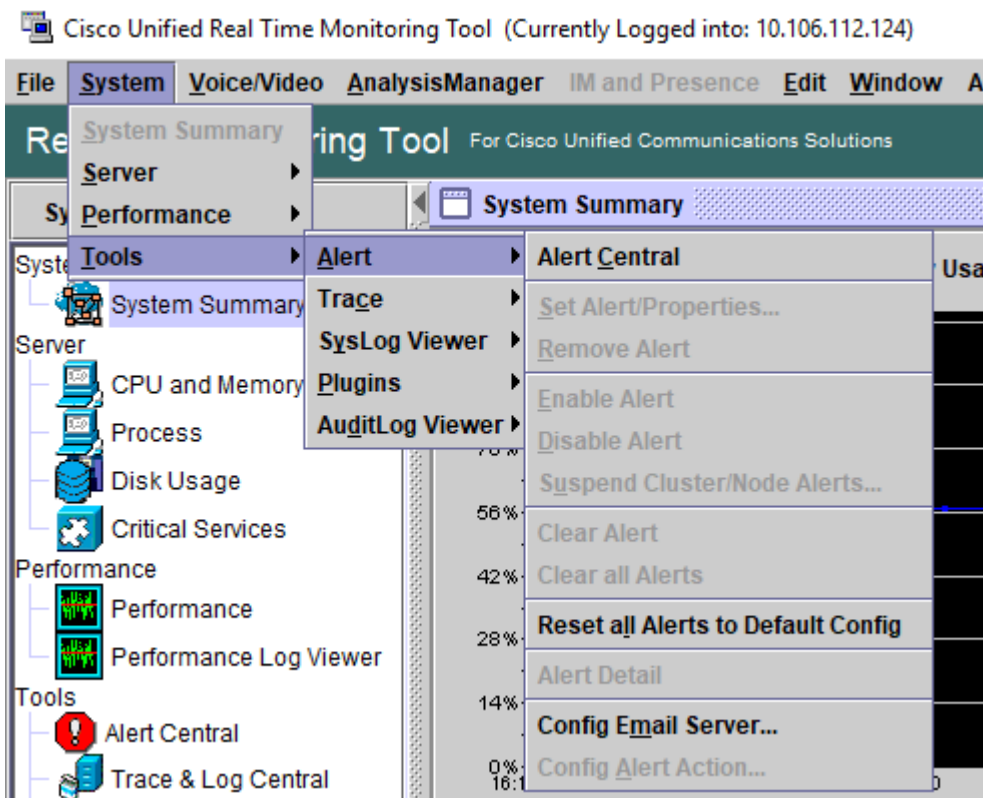 Cisco Unified Real Time Monitoring Tool (Currently Logged into: 10.106.112.124)
File System Voice/Video AnalysisManager IM and Presence Edit Window
ring Tool For Cisco Unified Communications Solutions
System Summary
Server
Performance
Tools
System Summary
Alert
Trace
SysLog Viewer
Plugins
AuditLog Viewer
Alert Central
Set Alert/Properties...
Remove Alert
Enable Alert
Disable Alert
Suspend Cluster/Node Alerts...
Clear Alert
Clear all Alerts
Reset all Alerts to Default Config
Alert Detail
Config Email Server...
Config Alert Action...
System Summary
Server
CPU and Memory
Process
Disk Usage
Critical Services
Performance
Performance
Performance Log Viewer
Tools
Alert Central
Trace & Log Central
56%
42%
28%
14%
0%